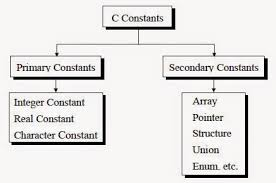 C Constants
Primary Constants
Secondary Constants
Integer Constant
Real Constant
Character Constant
Array
Pointer
Structure
Union
Enum. etc.